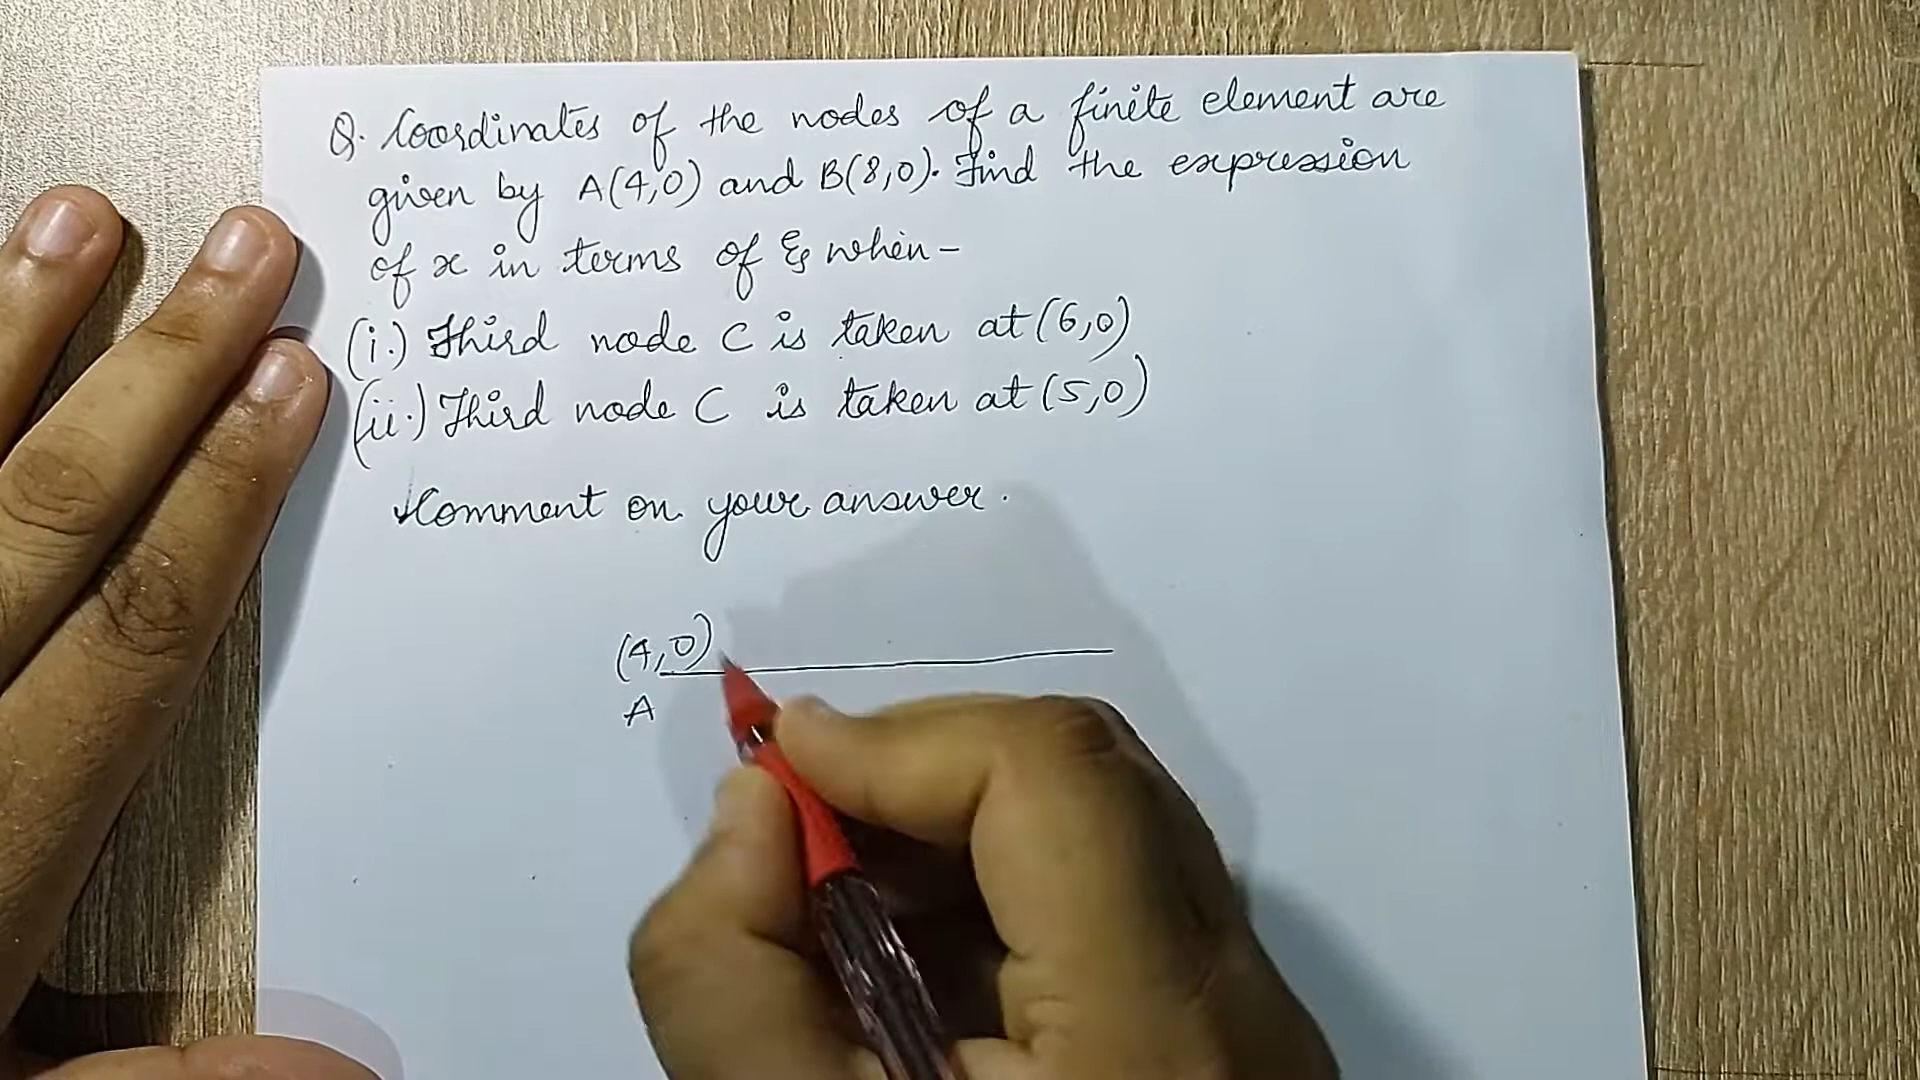 Q. Coordinates of the nodes of a finite element are
given by A(4,0) and B(8,0). Find the expression
of x in terms of ξ when-
(i.) Third node C is taken at (6,0)
(ii.) Third node C is taken at (5,0)
Comment on your answer.
(4,0)
A